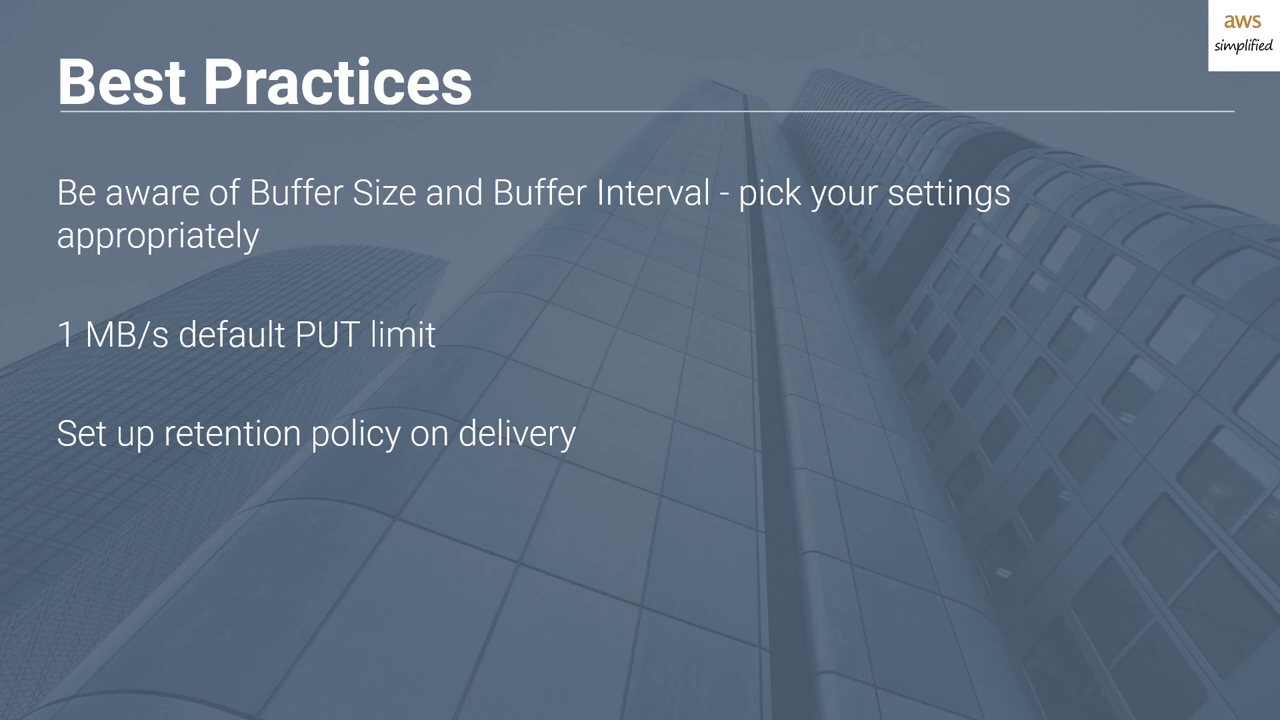 aws
simplified
Best Practices
Be aware of Buffer Size and Buffer Interval - pick your settings
appropriately
1 MB/s default PUT limit
Set up retention policy on delivery